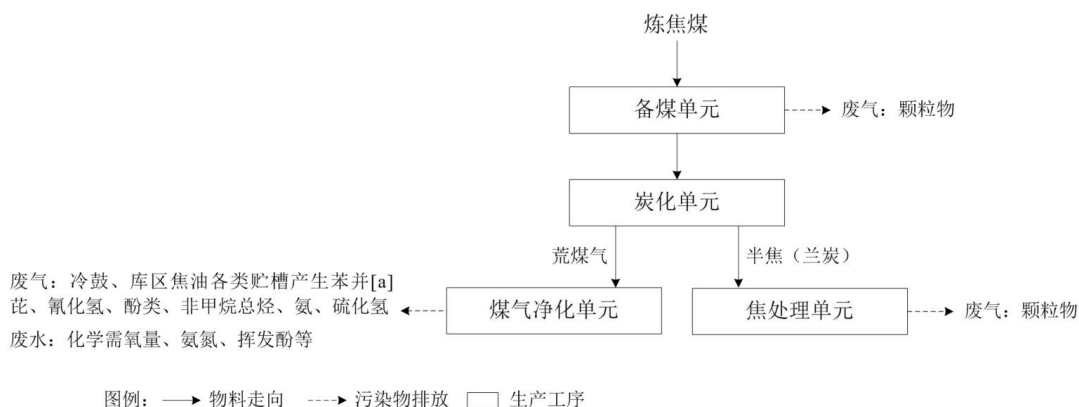 炼焦煤
备煤单元
废气：颗粒物
炭化单元
荒煤气
半焦（兰炭）
废气：冷鼓、库区焦油各类贮槽产生苯并[a]
芘、氰化氢、酚类、非甲烷总烃、氨、硫化氢
废水：化学需氧量、氨氮、挥发酚等
煤气净化单元
焦处理单元
废气：颗粒物
图例：
物料走向
污染物排放
生产工序